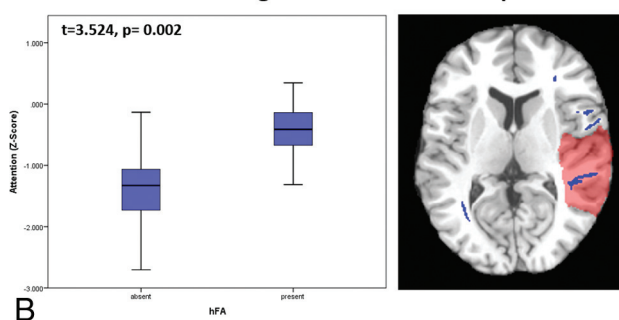 t=3.524, p= 0.002
1.000
.000
-1.000
-2.000
-3.000
Attention (Z-Score)
absent
present
hFA
B